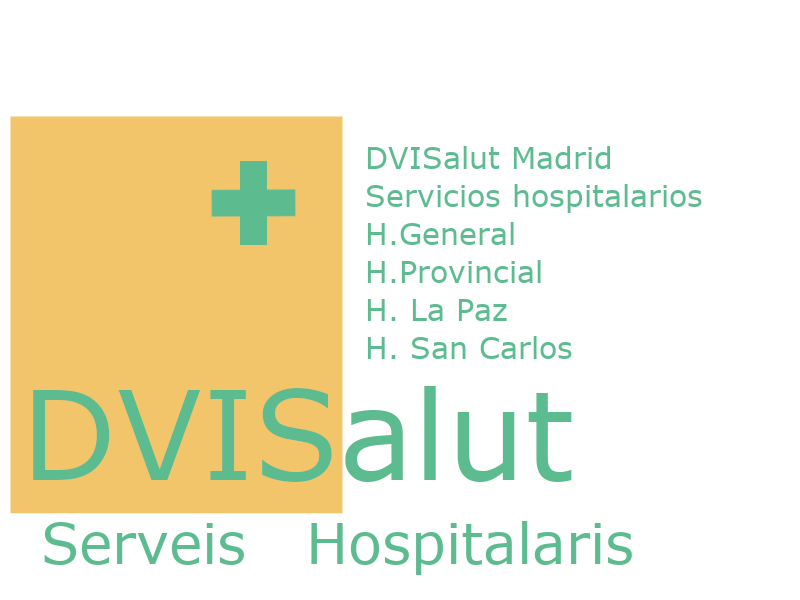 DVISalut Madrid
Servicios hospitalarios
H.General
H.Provincial
H. La Paz
H. San Carlos
DVISalut
Serveis Hospitalaris